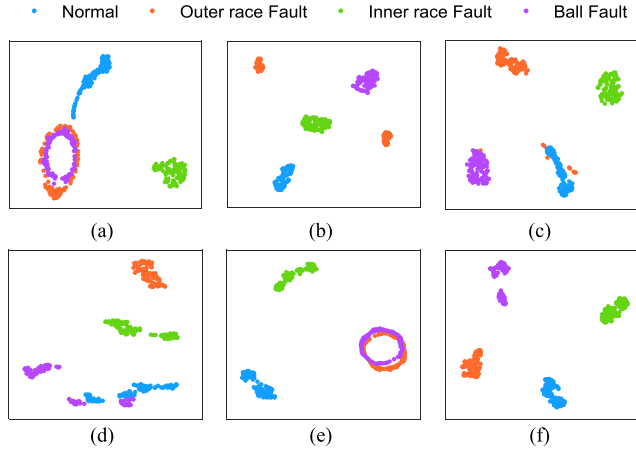 Normal Outer race Fault Inner race Fault Ball Fault
(a) (b) (c)
(d) (e) (f)